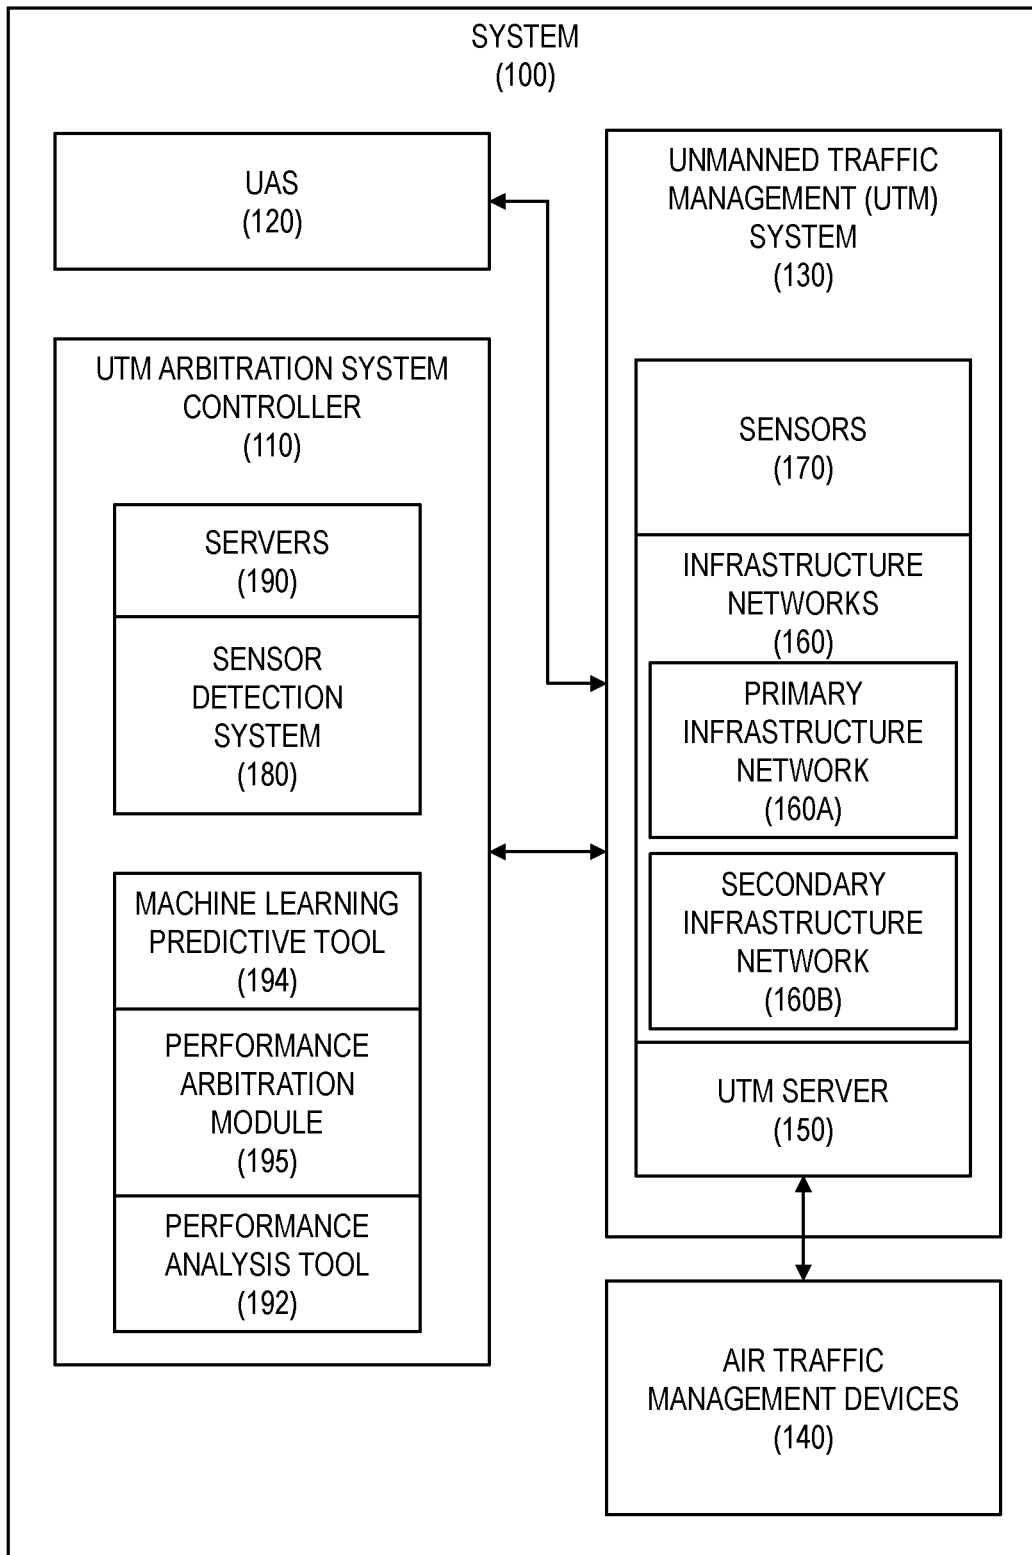 SYSTEM
(100)
UAS
(120)
UTM ARBITRATION SYSTEM
CONTROLLER
(110)
SERVERS
(190)
SENSOR
DETECTION
SYSTEM
(180)
MACHINE LEARNING
PREDICTIVE TOOL
(194)
PERFORMANCE
ARBITRATION
MODULE
(195)
PERFORMANCE
ANALYSIS TOOL
(192)
UNMANNED TRAFFIC
MANAGEMENT (UTM)
SYSTEM
(130)
SENSORS
(170)
INFRASTRUCTURE
NETWORKS
(160)
PRIMARY
INFRASTRUCTURE
NETWORK
(160A)
SECONDARY
INFRASTRUCTURE
NETWORK
(160B)
UTM SERVER
(150)
AIR TRAFFIC
MANAGEMENT DEVICES
(140)